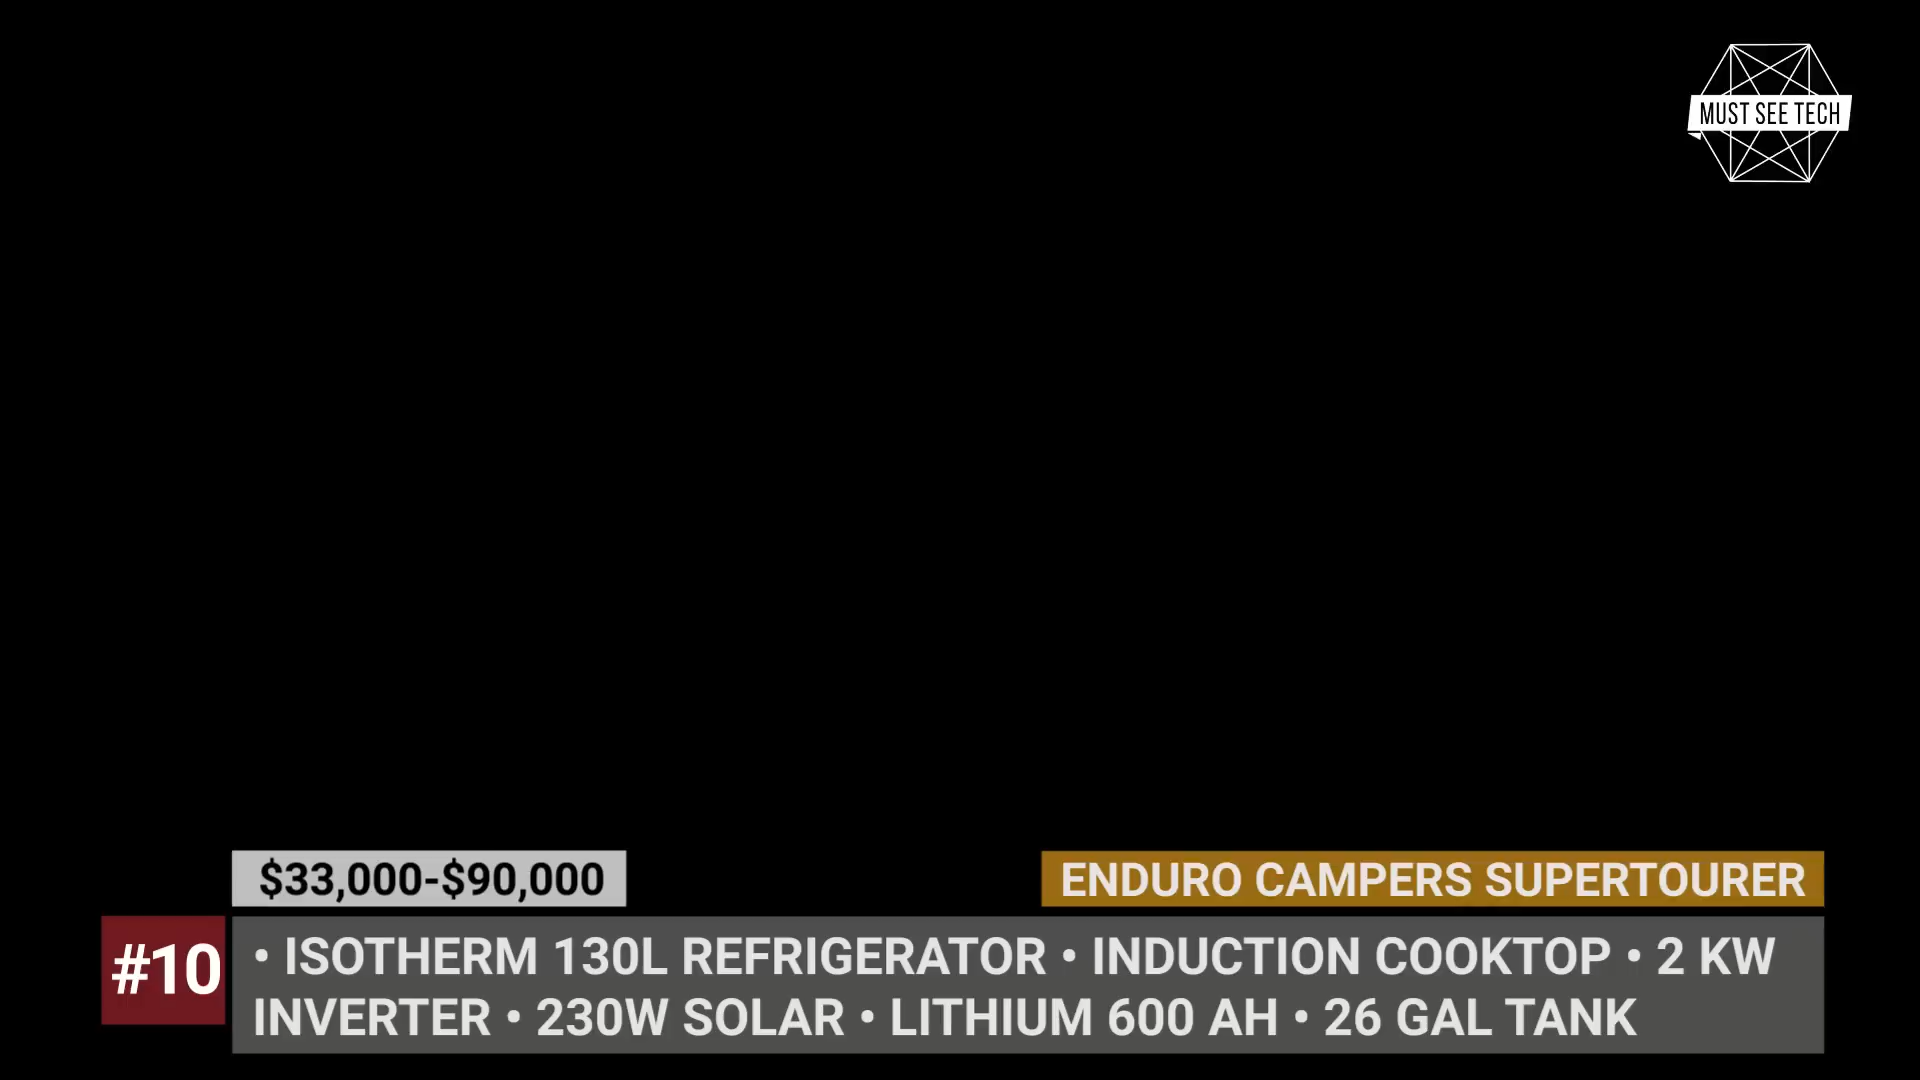 MUST SEE TECH
$33,000-$90,000
ENDURO CAMPERS SUPERTOURER
#10
• ISOTHERM 130L REFRIGERATOR • INDUCTION COOKTOP • 2 KW
INVERTER • 230W SOLAR • LITHIUM 600 AH • 26 GAL TANK